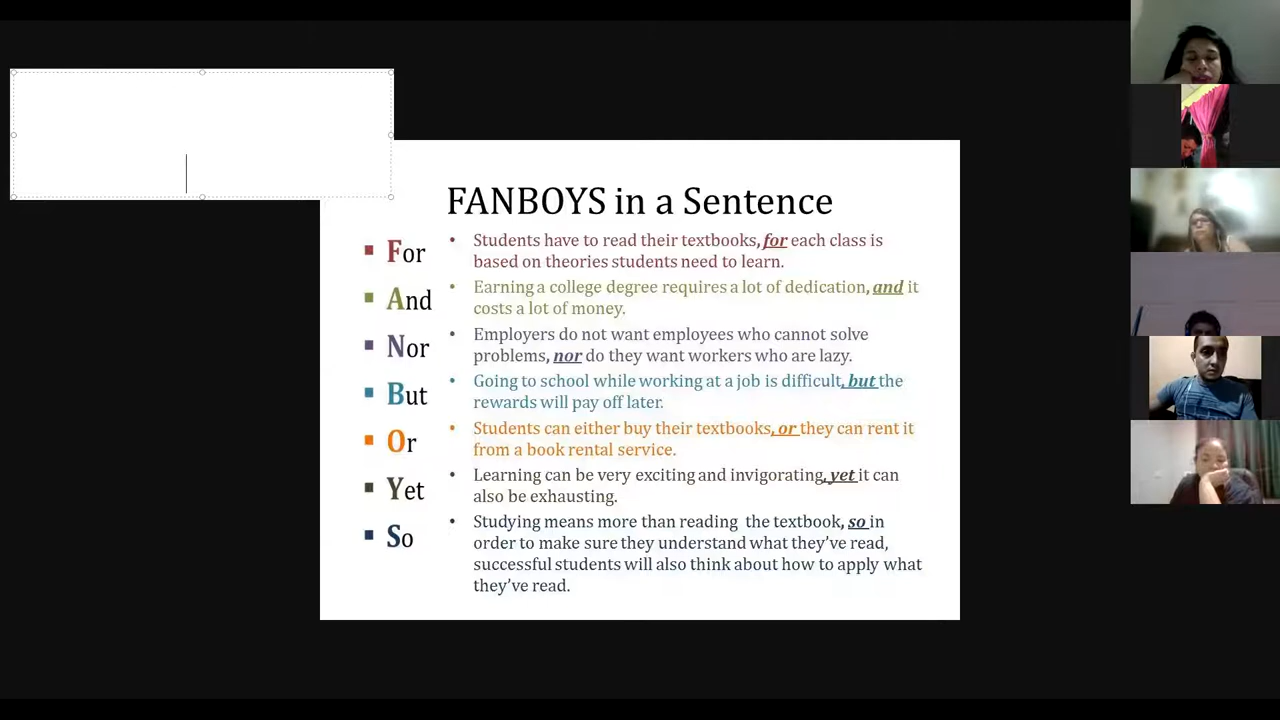 FANBOYS in a Sentence
For
Students have to read their textbooks, for each class is
based on theories students need to learn.
And
Earning a college degree requires a lot of dedication, and it
costs a lot of money.
Nor
Employers do not want employees who cannot solve
problems, nor do they want workers who are lazy.
But
Going to school while working at a job is difficult, but the
rewards will pay off later.
Or
Students can either buy their textbooks, or they can rent it
from a book rental service.
Yet
Learning can be very exciting and invigorating, yet it can
also be exhausting.
So
Studying means more than reading the textbook, so in
order to make sure they understand what they've read,
successful students will also think about how to apply what
they've read.